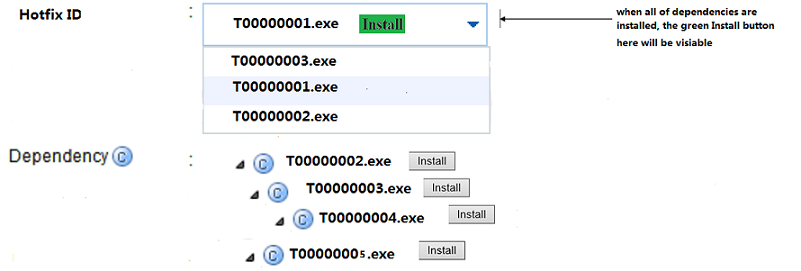 Hotfix ID : T00000001.exe Install
when all of dependencies are
installed, the green Install button
here will be visiable
T00000003.exe
T00000001.exe
T00000002.exe
Dependency C : C T00000002.exe Install
C T00000003.exe Install
C T00000004.exe Install
C T00000005.exe Install